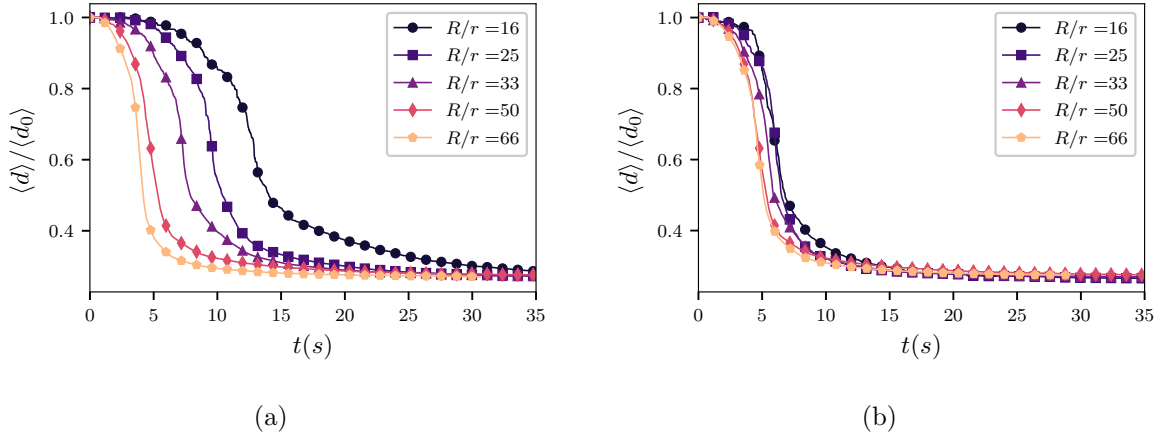 1.0
0.8
0.6
0.4
⟨d⟩/⟨d₀⟩
0 5 10 15 20 25 30 35
t(s)
R/r =16
R/r =25
R/r =33
R/r =50
R/r =66
(a)
1.0
0.8
0.6
0.4
⟨d⟩/⟨d₀⟩
0 5 10 15 20 25 30 35
t(s)
R/r =16
R/r =25
R/r =33
R/r =50
R/r =66
(b)